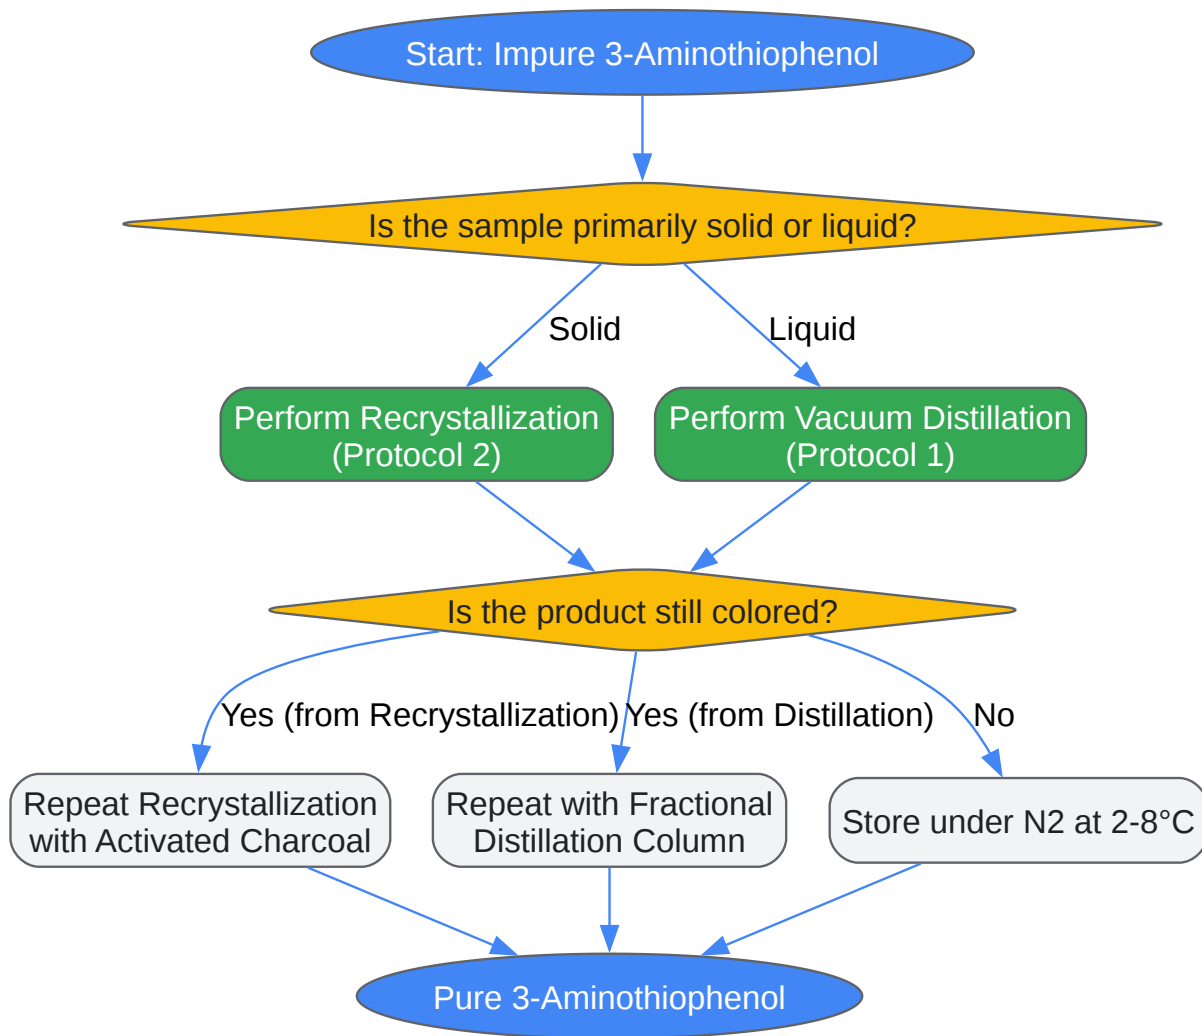 Start: Impure 3-Aminothiophenol
Is the sample primarily solid or liquid?
Solid
Liquid
Perform Recrystallization
(Protocol 2)
Perform Vacuum Distillation
(Protocol 1)
Is the product still colored?
Yes (from Recrystallization)
Yes (from Distillation)
No
Repeat Recrystallization
with Activated Charcoal
Repeat with Fractional
Distillation Column
Store under N2 at 2-8°C
Pure 3-Aminothiophenol